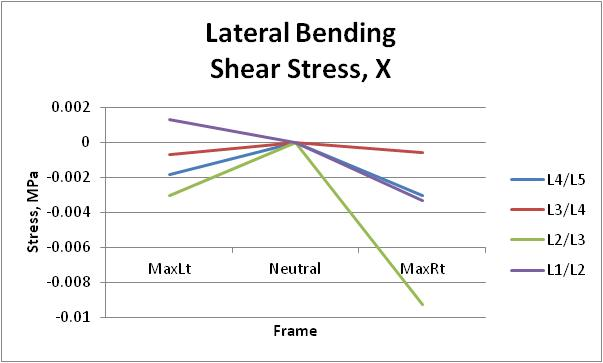 Lateral Bending
Shear Stress, X
0.002
0
-0.002
-0.004
-0.006
-0.008
-0.01
Stress, MPa
MaxLt
Neutral
MaxRt
Frame
L4/L5
L3/L4
L2/L3
L1/L2